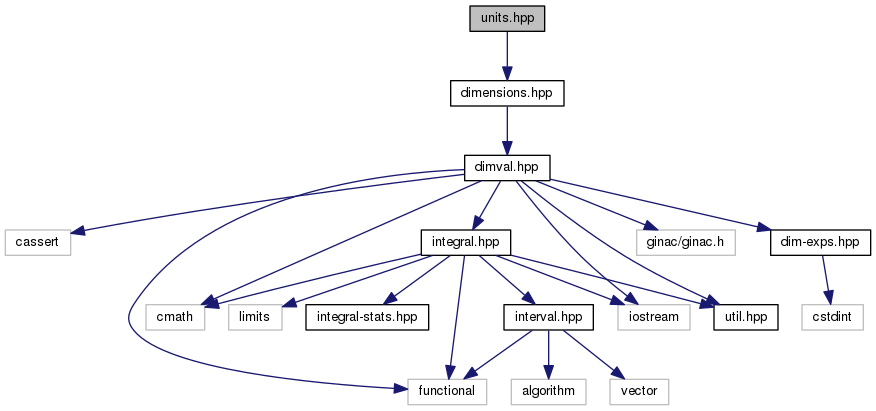 units.hpp
dimensions.hpp
dimval.hpp
cassert
integral.hpp
ginac/ginac.h
dim-exps.hpp
cmath
limits
integral-stats.hpp
interval.hpp
iostream
util.hpp
cstdint
functional
algorithm
vector